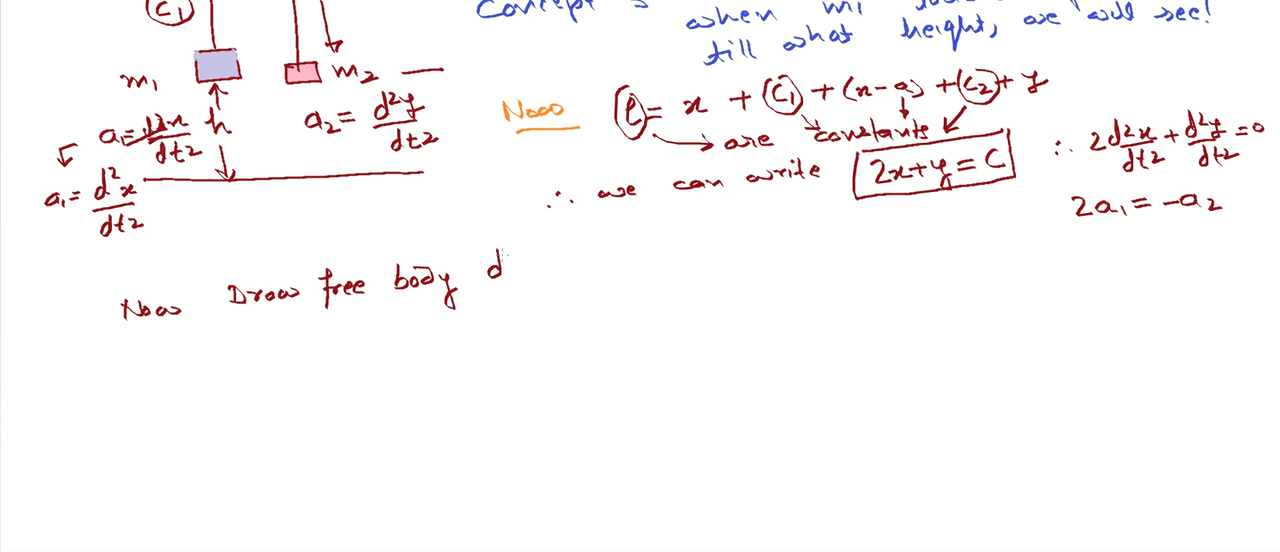 C1
Concept
when m1
till what height, we will see!
m1
m2
h
a1 = d²x/dt2
a2 = d²y/dt2
a1 = d²x/dt2
Now
l = x + C1 + (x-a) + C2 + y
are constants
∴ we can write 2x+y = C
∴ 2d²x/dt2 + d²y/dt2 = 0
2a1 = -a2
Now Draw free body d